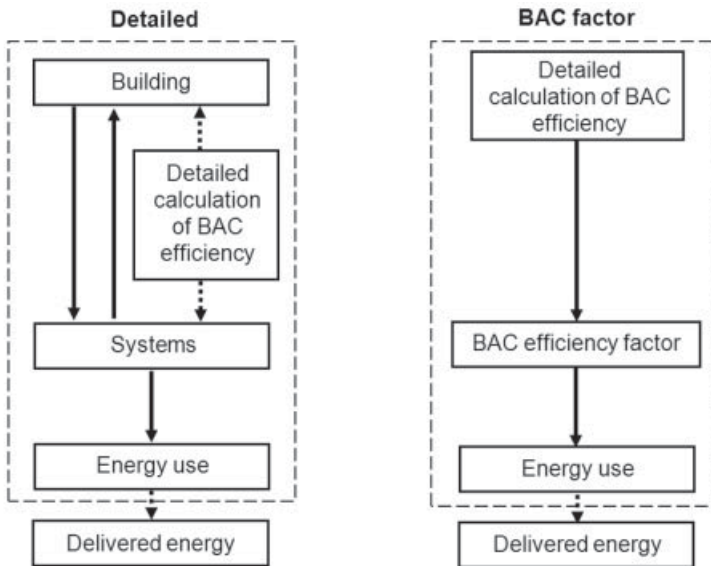 Detailed
Building
Detailed
calculation
of BAC
efficiency
Systems
Energy use
Delivered energy
BAC factor
Detailed
calculation of BAC
efficiency
BAC efficiency factor
Energy use
Delivered energy